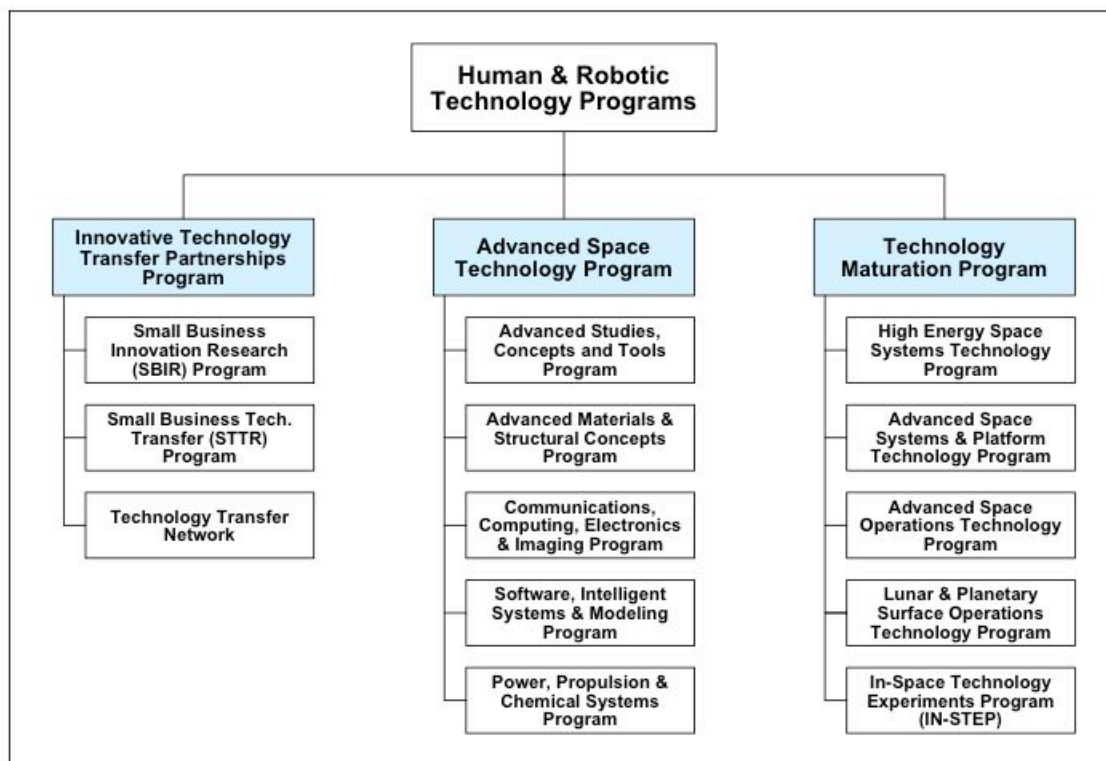 Human & Robotic
Technology Programs
Innovative Technology
Transfer Partnerships
Program
Small Business
Innovation Research
(SBIR) Program
Small Business Tech.
Transfer (STTR)
Program
Technology Transfer
Network
Advanced Space
Technology Program
Advanced Studies,
Concepts and Tools
Program
Advanced Materials &
Structural Concepts
Program
Communications,
Computing, Electronics
& Imaging Program
Software, Intelligent
Systems & Modeling
Program
Power, Propulsion &
Chemical Systems
Program
Technology
Maturation Program
High Energy Space
Systems Technology
Program
Advanced Space
Systems & Platform
Technology Program
Advanced Space
Operations Technology
Program
Lunar & Planetary
Surface Operations
Technology Program
In-Space Technology
Experiments Program
(IN-STEP)